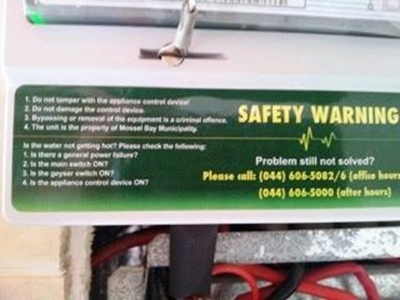 1. Do not tamper with the appliance control device!
2. Do not damage the control device.
3. Bypassing or removal of the equipment is a criminal offence.
4. The unit is the property of Mossel Bay Municipality.
SAFETY WARNING
Is the water not getting hot? Please check the following:
1. Is there a general power failure?
2. Is the main switch ON?
3. Is the geyser switch ON?
4. Is the appliance control device ON?
Problem still not solved?
Please call: (044) 606-5082/6 (office hours)
(044) 606-5000 (after hours)